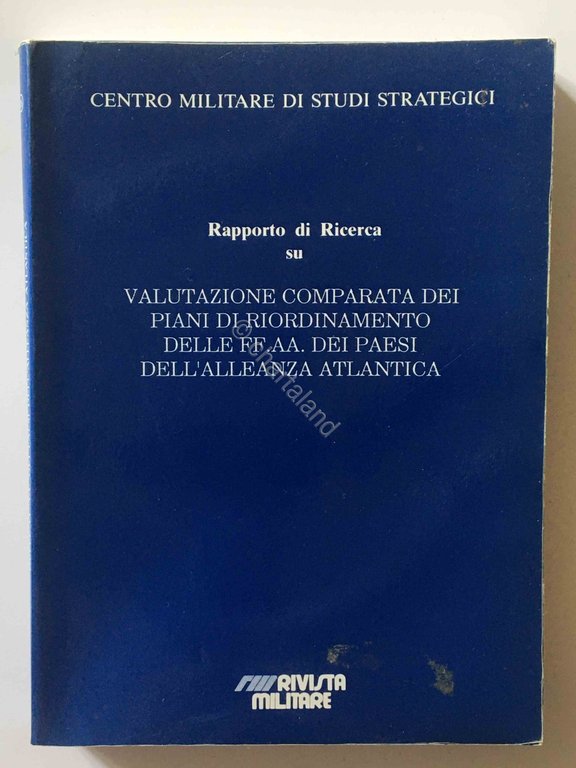 CENTRO MILITARE DI STUDI STRATEGICI
Rapporto di Ricerca
su
VALUTAZIONE COMPARATA DEI
PIANI DI RIORDINAMENTO
DELLE FF.AA. DEI PAESI
DELL'ALLEANZA ATLANTICA
© chartaland
RIVISTA
MILITARE